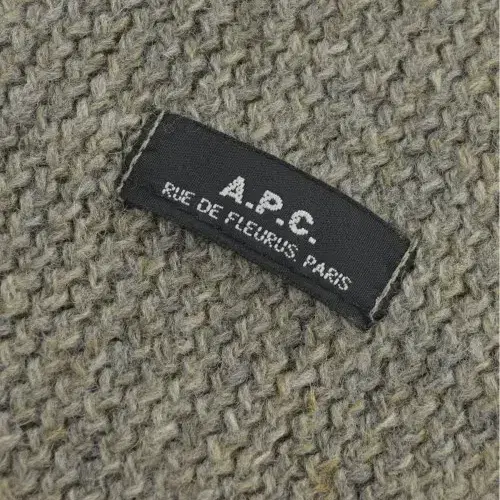 A.P.C.
RUE DE FLEURUS. PARIS